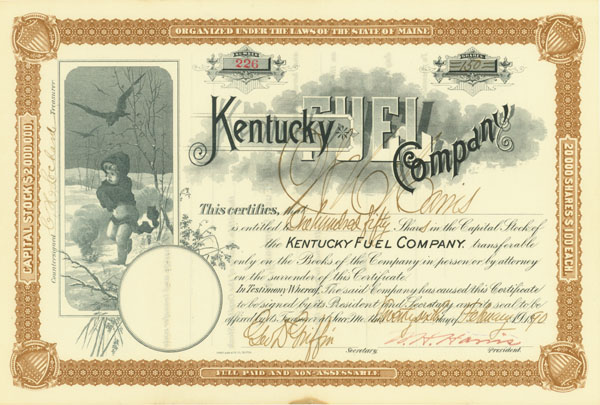 ORGANIZED UNDER THE LAWS OF THE STATE OF MAINE
NUMBER
226
SHARES
150
CAPITAL STOCK $2,000,000
20,000 SHARES $100 EACH
Countersigned
Treasurer
Kentucky FUEL Company
This certifies, that
is entitled to One hundred fifty Shares in the Capital Stock of
the KENTUCKY FUEL COMPANY. transferable
only on the Books of the Company in person or by attorney
on the surrender of this Certificate.
In Testimony Whereof, The said Company has caused this Certificate
to be signed by its President and Secretary and its seal to be
February 1890
Geo D Griffin
W. H. Harris
Secretary.
President.
FULL PAID AND NON-ASSESSABLE